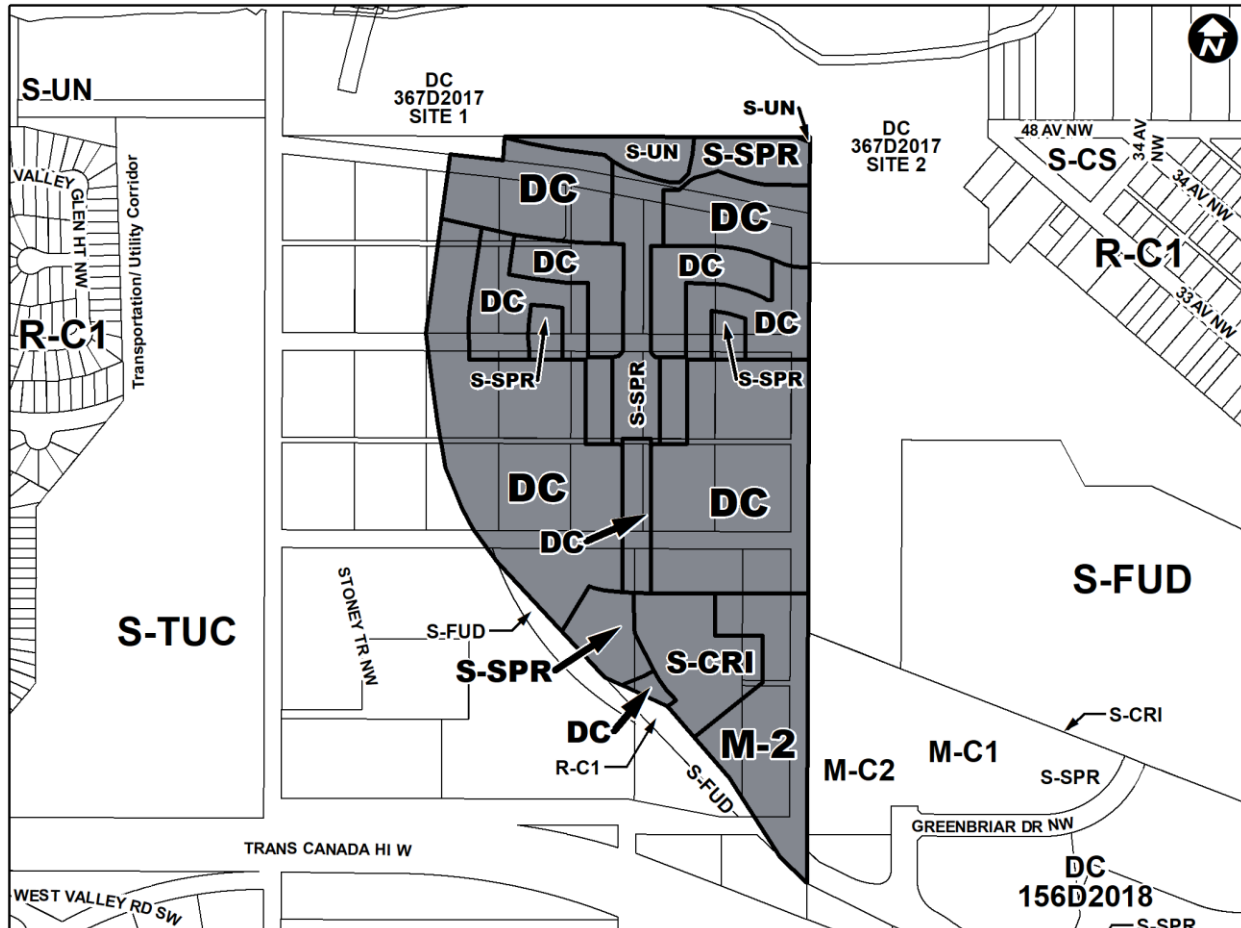 N
S-UN
DC
367D2017
SITE 1
S-UN
DC
367D2017
SITE 2
48 AV NW
34 AV
NW
S-CS
34 AV NW
R-C1
33 AV NW
VALLEY
GLEN HT NW
R-C1
Transportation/ Utility Corridor
S-UN
S-SPR
DC
DC
DC
DC
DC
DC
S-SPR
S-SPR
S-SPR
DC
DC
DC
S-TUC
STONEY TR NW
S-FUD
S-SPR
S-CRI
DC
R-C1
M-2
S-FUD
S-FUD
S-CRI
M-C2
M-C1
S-SPR
GREENBRIAR DR NW
TRANS CANADA HI W
DC
156D2018
WEST VALLEY RD SW
S-SPR